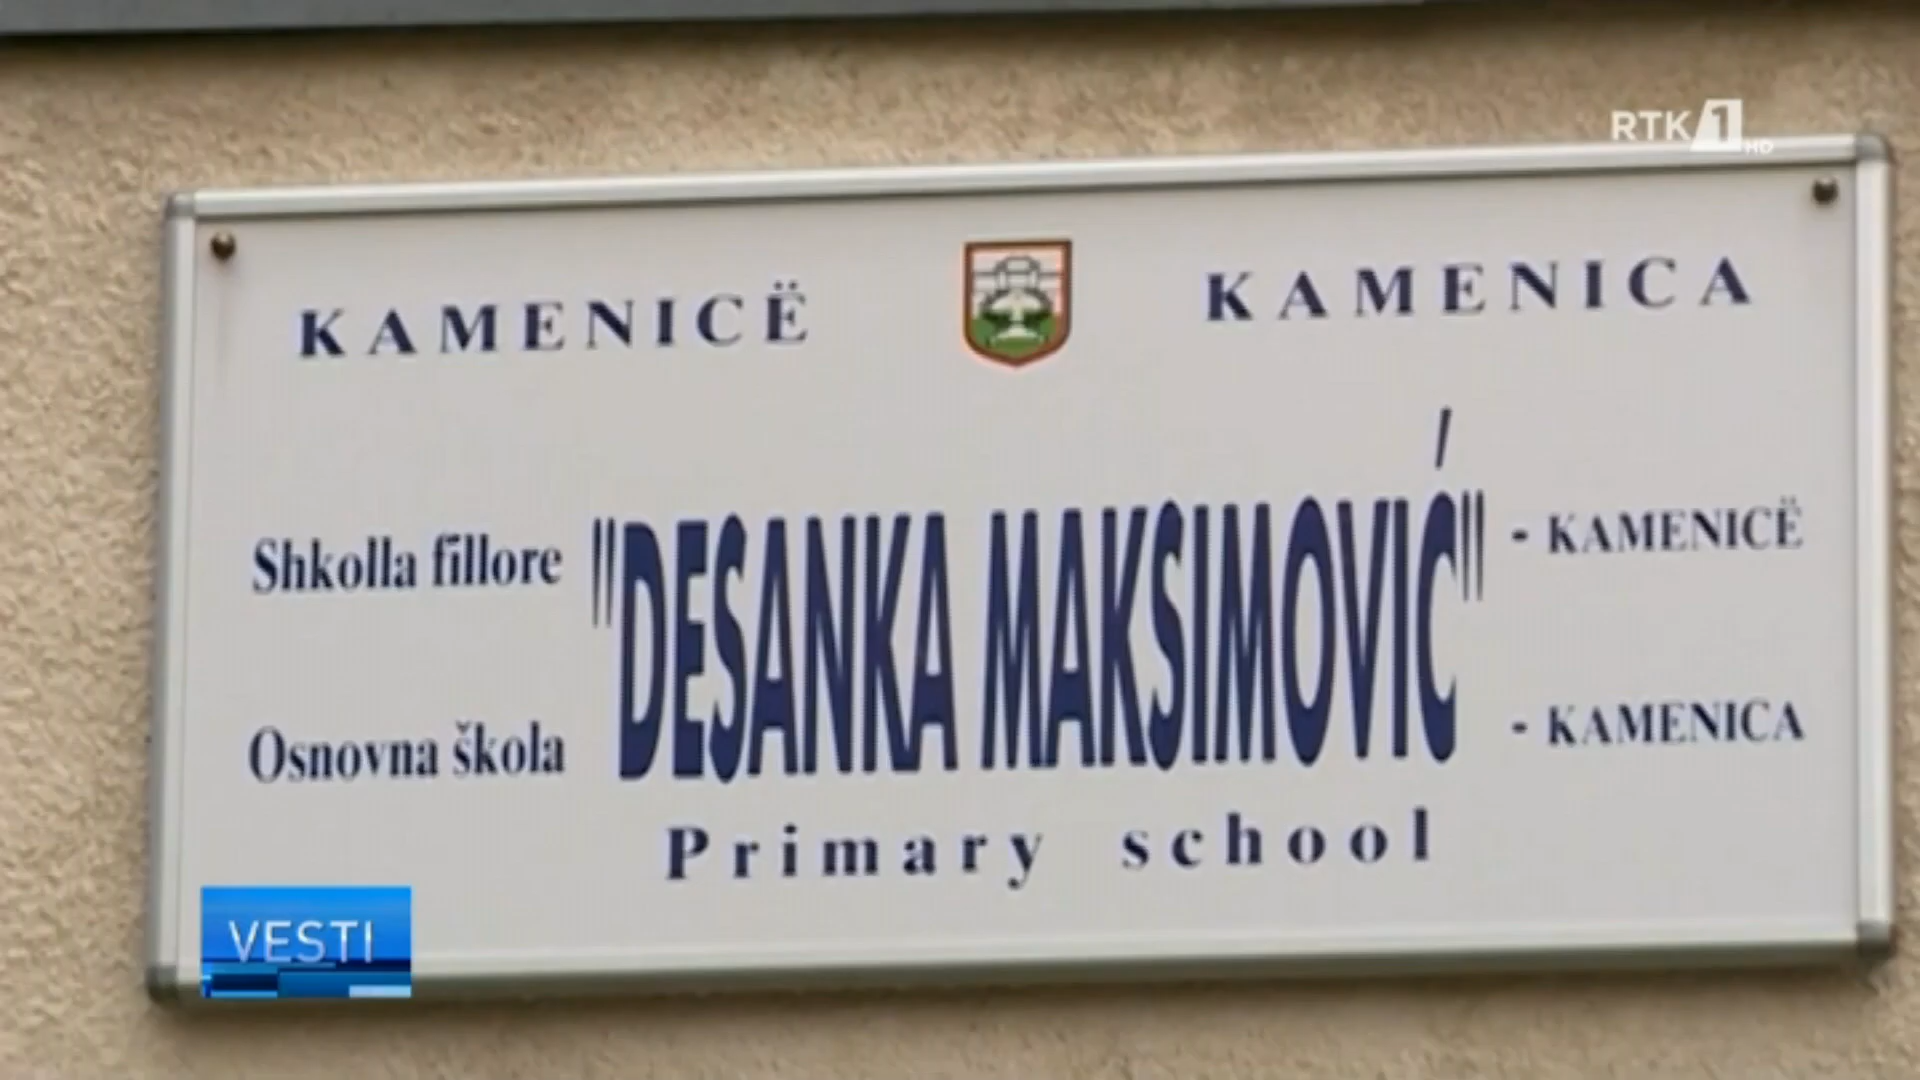 RTK 1 HD
KAMENICË KAMENICA
Shkolla fillore "DESANKA MAKSIMOVIĆ" - KAMENICË
Osnovna škola - KAMENICA
Primary school
VESTI